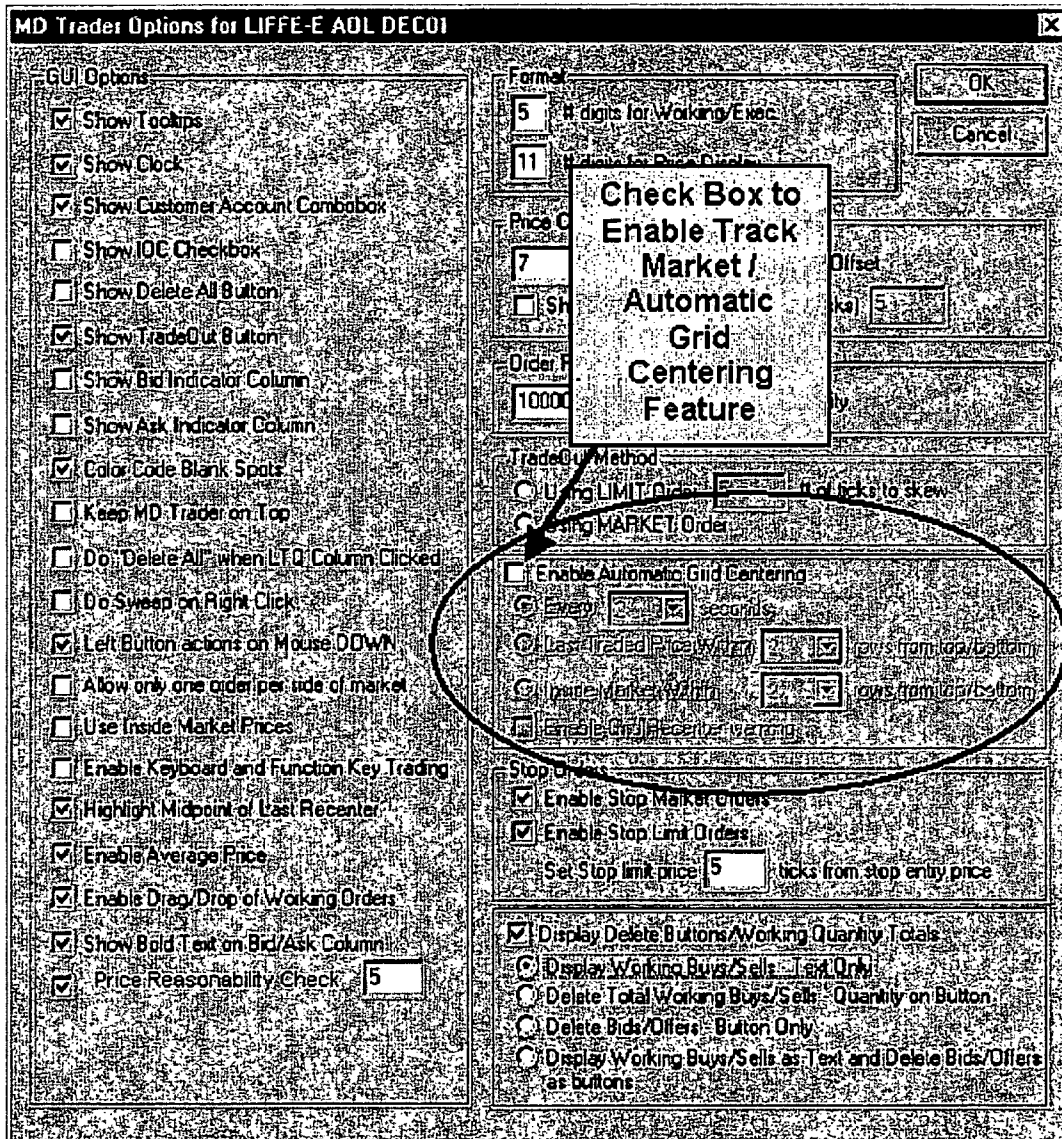 MD Trader Options for LIFFE-E AOL DEC01
GUI Options
Show Tooltips
Show Clock
Show Customer Account Combobox
Show IOC Checkbox
Show Delete All Button
Show TradeOut Button
Show Bid Indicator Column
Show Ask Indicator Column
Color Code Blank Spots
Keep MD Trader on Top
Do "Delete All" when LTQ Column Clicked
Do Sweep on Right Click
Left Button actions on Mouse DOWN
Allow only one order per side of market
Use Inside Market Prices
Enable Keyboard and Function Key Trading
Highlight Midpoint of Last Recenter
Enable Average Price
Enable Drag/Drop of Working Orders
Show Bold Text on Bid/Ask Column
Price Reasonability Check 5
Format
5 # digits for Working/Exec
11 # digits for Price Display
OK
Cancel
Check Box to
Enable Track
Market /
Automatic
Grid
Centering
Feature
Price
7 Offset
5
Order
10000
TradeOut Method
Using LIMIT Order # of ticks to skew
Using MARKET Order
Enable Automatic Grid Centering
Every 2 seconds
Last Traded Price Within 2 rows from top/bottom
Inside Market Within 2 rows from top/bottom
Enable Grid Recenter warning
Stop Orders
Enable Stop Market Orders
Enable Stop Limit Orders
Set Stop limit price 5 ticks from stop entry price
Display Delete Buttons/Working Quantity Totals
Display Working Buys/Sells - Text Only
Delete Total Working Buys/Sells - Quantity on Button
Delete Bids/Offers - Button Only
Display Working Buys/Sells as Text and Delete Bids/Offers
as buttons